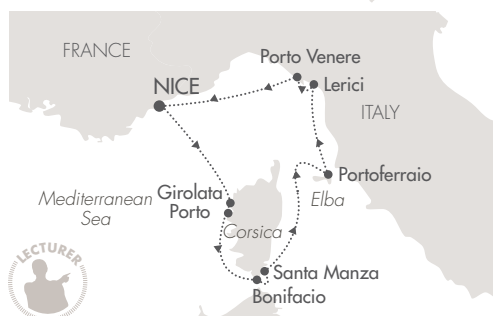 FRANCE
Porto Venere
NICE
Lerici
ITALY
Portoferraio
Mediterranean
Sea
Girolata
Porto
Elba
Corsica
LECTURER
Santa Manza
Bonifacio